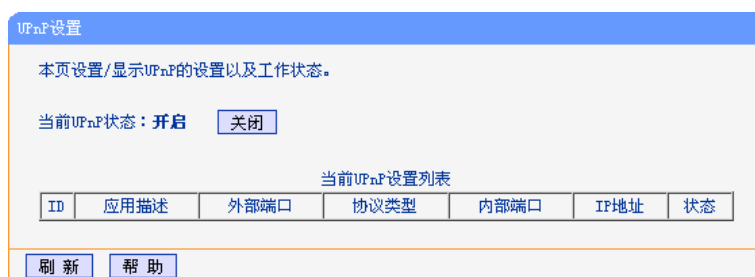 UPnP设置
本页设置/显示UPnP的设置以及工作状态。
当前UPnP状态：开启 关闭
当前UPnP设置列表
ID 应用描述 外部端口 协议类型 内部端口 IP地址 状态
刷 新 帮 助